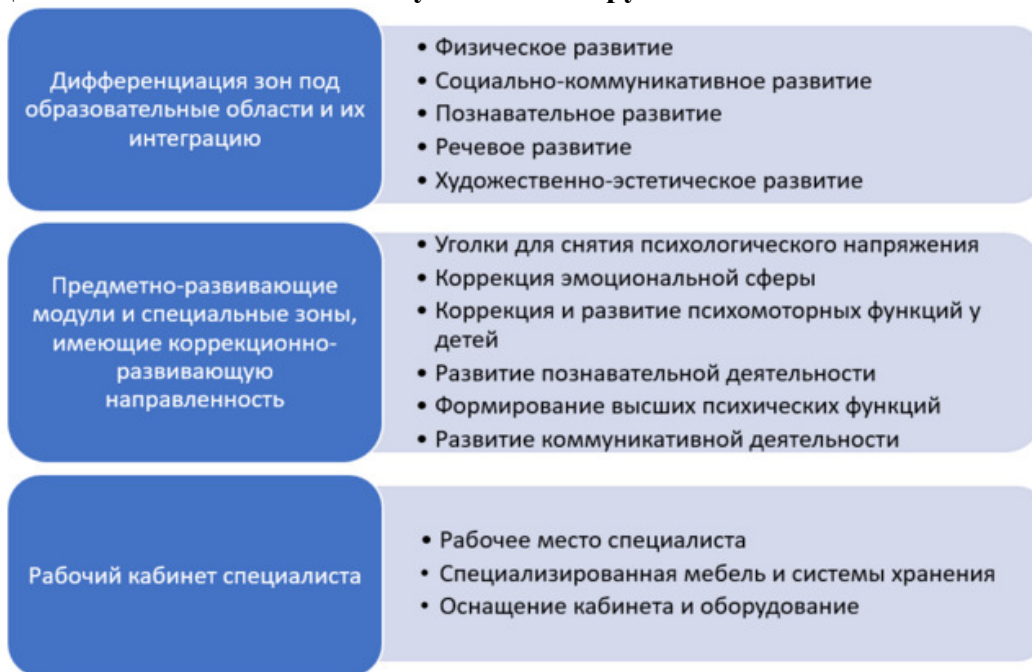 Дифференциация зон под
образовательные области и их
интеграцию
• Физическое развитие
• Социально-коммуникативное развитие
• Познавательное развитие
• Речевое развитие
• Художественно-эстетическое развитие
Предметно-развивающие
модули и специальные зоны,
имеющие коррекционно-
развивающую
направленность
• Уголки для снятия психологического напряжения
• Коррекция эмоциональной сферы
• Коррекция и развитие психомоторных функций у
детей
• Развитие познавательной деятельности
• Формирование высших психических функций
• Развитие коммуникативной деятельности
Рабочий кабинет специалиста
• Рабочее место специалиста
• Специализированная мебель и системы хранения
• Оснащение кабинета и оборудование